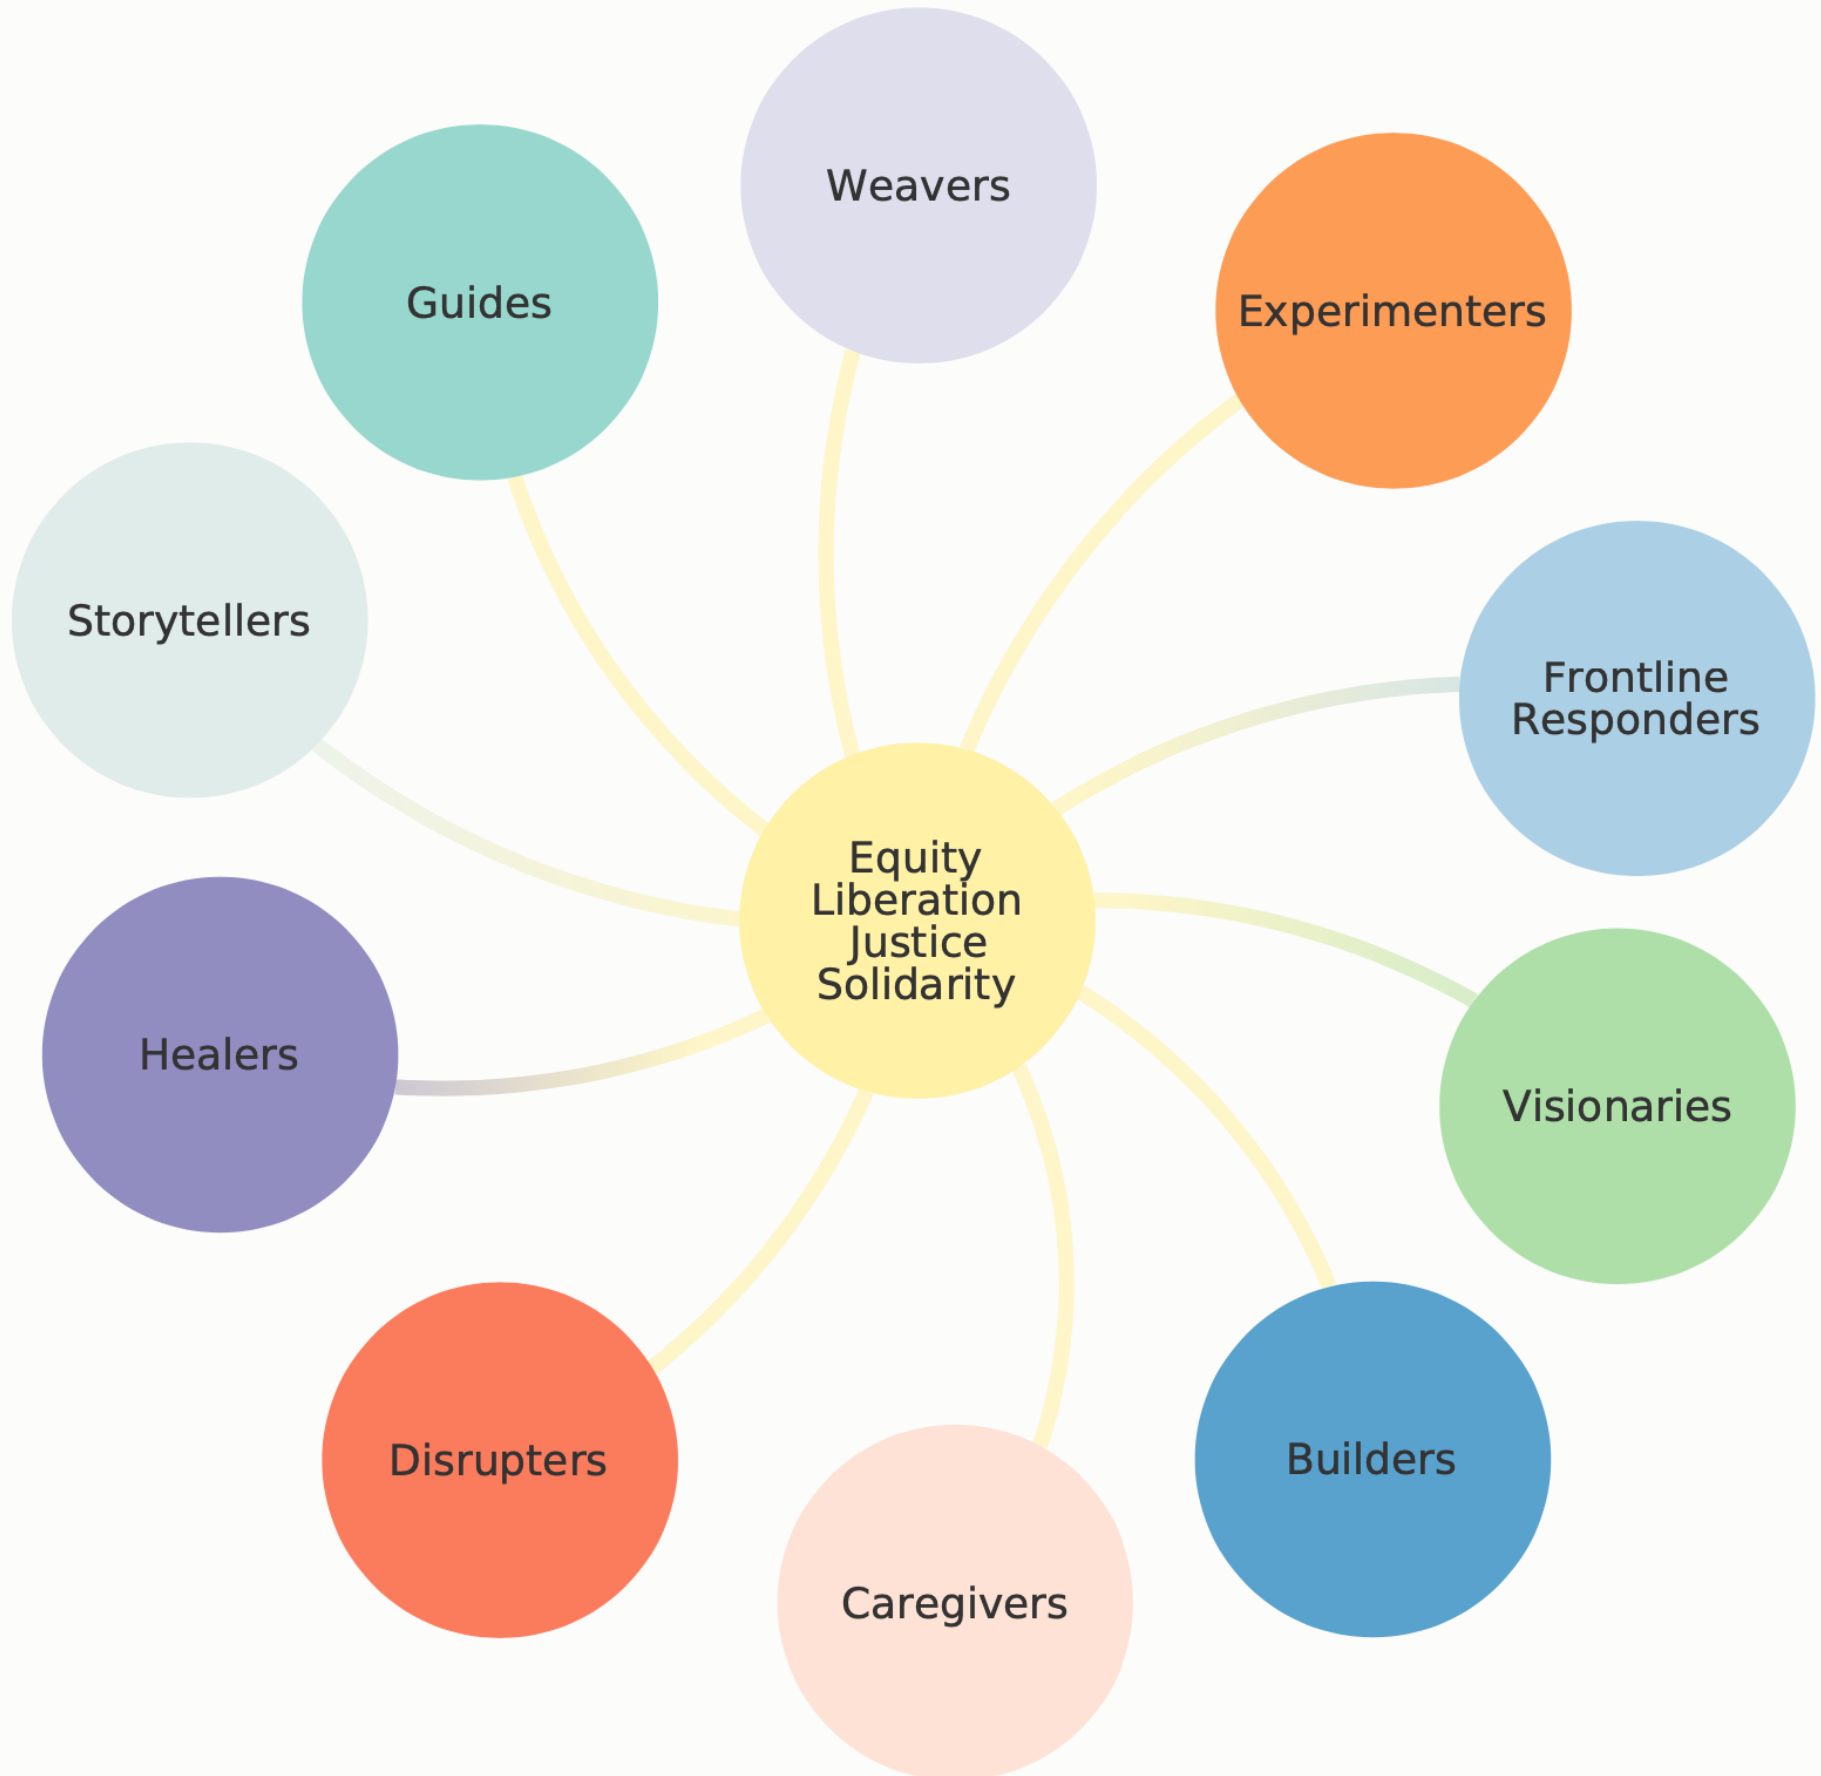 Weavers
Guides
Experimenters
Storytellers
Frontline
Responders
Equity
Liberation
Justice
Solidarity
Healers
Visionaries
Disrupters
Builders
Caregivers